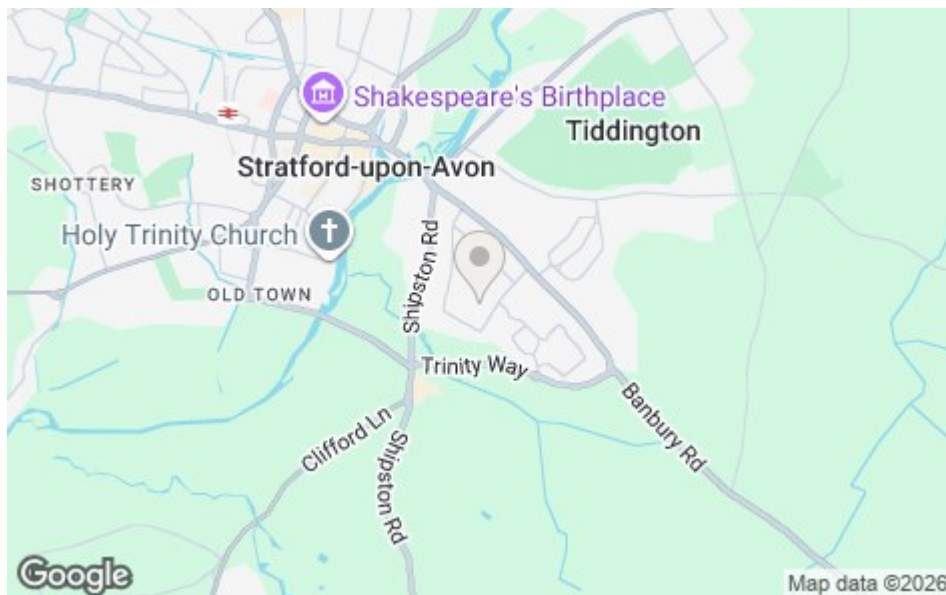 Shakespeare's Birthplace
Tiddington
Stratford-upon-Avon
SHOTTERY
Holy Trinity Church
Shipston Rd
OLD TOWN
Trinity Way
Banbury Rd
Clifford Ln
Shipston Rd
Google
Map data ©2026